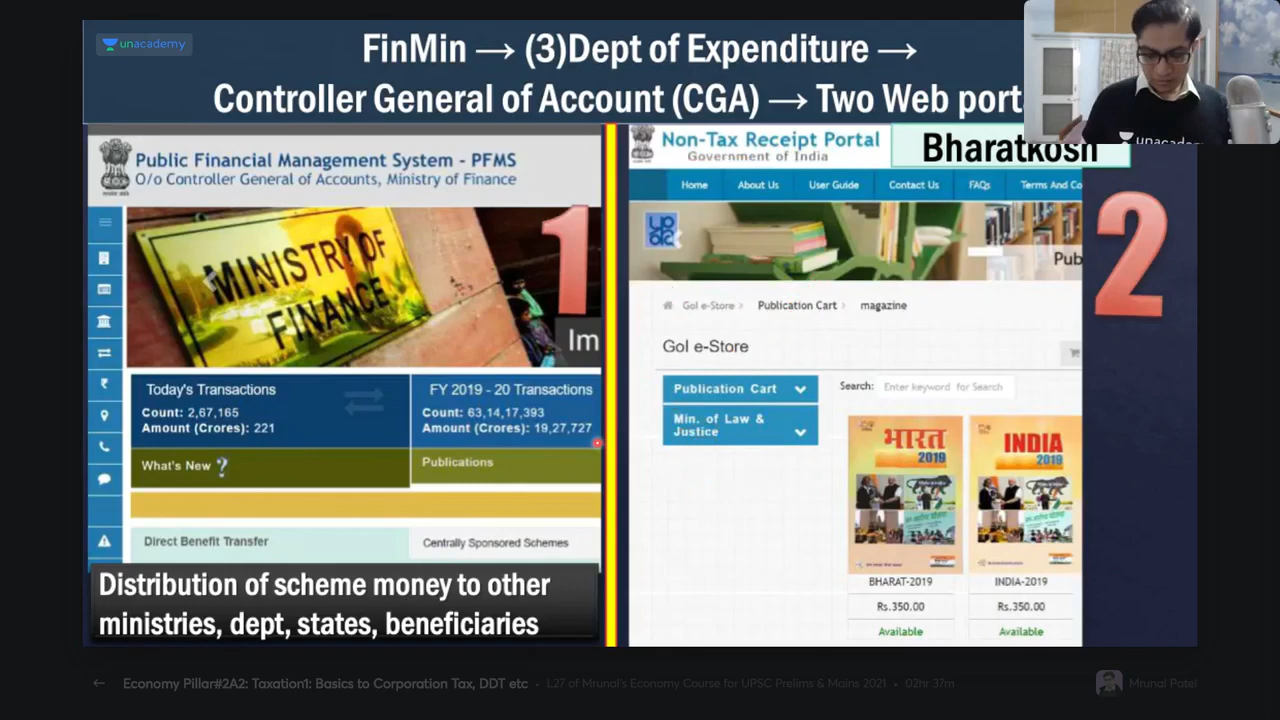 unacademy
FinMin → (3)Dept of Expenditure →
Controller General of Account (CGA) → Two Web port
Public Financial Management System - PFMS
O/o Controller General of Accounts, Ministry of Finance
MINISTRY OF
FINANCE
1
Im
Today's Transactions
Count: 2,67,165
Amount (Crores): 221
FY 2019 - 20 Transactions
Count: 63,14,17,393
Amount (Crores): 19,27,727
What's New ?
Publications
Direct Benefit Transfer
Centrally Sponsored Schemes
Distribution of scheme money to other
ministries, dept, states, beneficiaries
Non-Tax Receipt Portal
Government of India
Bharatkosh
unacademy
2
Home About Us User Guide Contact Us FAQs Terms And Co
Pub
GoI e-Store > Publication Cart > magazine
GoI e-Store
Publication Cart
Min. of Law &
Justice
Search: Enter keyword for Search
भारत
2019
INDIA
2019
BHARAT-2019
INDIA-2019
Rs.350.00
Rs.350.00
Available
Available
← Economy Pillar#2A2: Taxation1: Basics to Corporation Tax, DDT etc • L27 of Mrunal's Economy Course for UPSC Prelims & Mains 2021 • 02hr 37m
Mrunal Patel